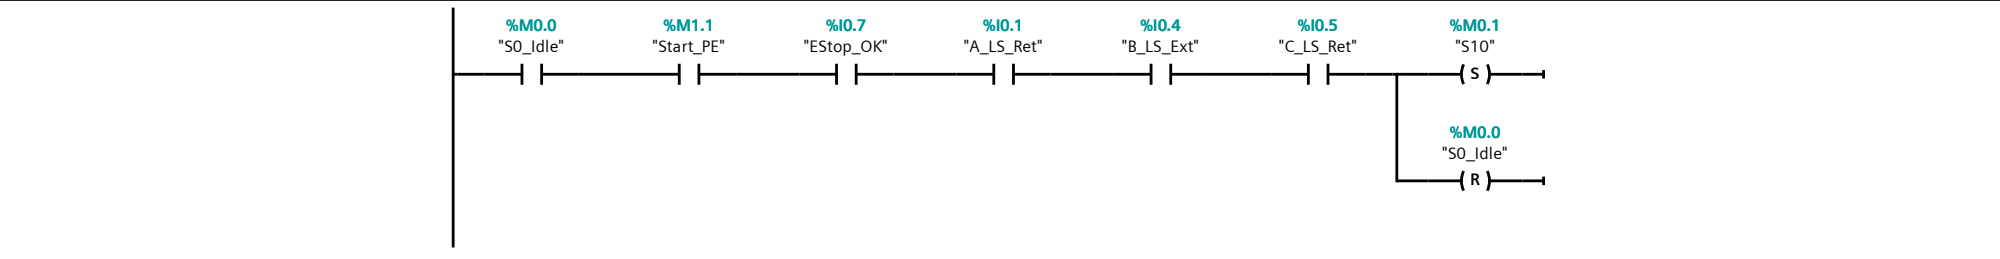 %M0.0 %M1.1 %I0.7 %I0.1 %I0.4 %I0.5 %M0.1
"S0_Idle" "Start_PE" "EStop_OK" "A_LS_Ret" "B_LS_Ext" "C_LS_Ret" "S10"
S
%M0.0
"S0_Idle"
R